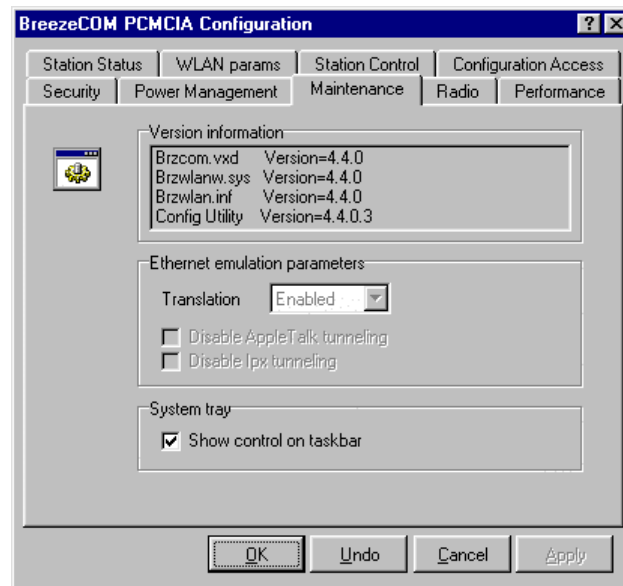 BreezeCOM PCMCIA Configuration
Station Status WLAN params Station Control Configuration Access
Security Power Management Maintenance Radio Performance
Version information
Brzcom.vxd Version=4.4.0
Brzwlanw.sys Version=4.4.0
Brzwlan.inf Version=4.4.0
Config Utility Version=4.4.0.3
Ethernet emulation parameters
Translation Enabled
Disable AppleTalk tunneling
Disable Ipx tunneling
System tray
Show control on taskbar
OK Undo Cancel Apply